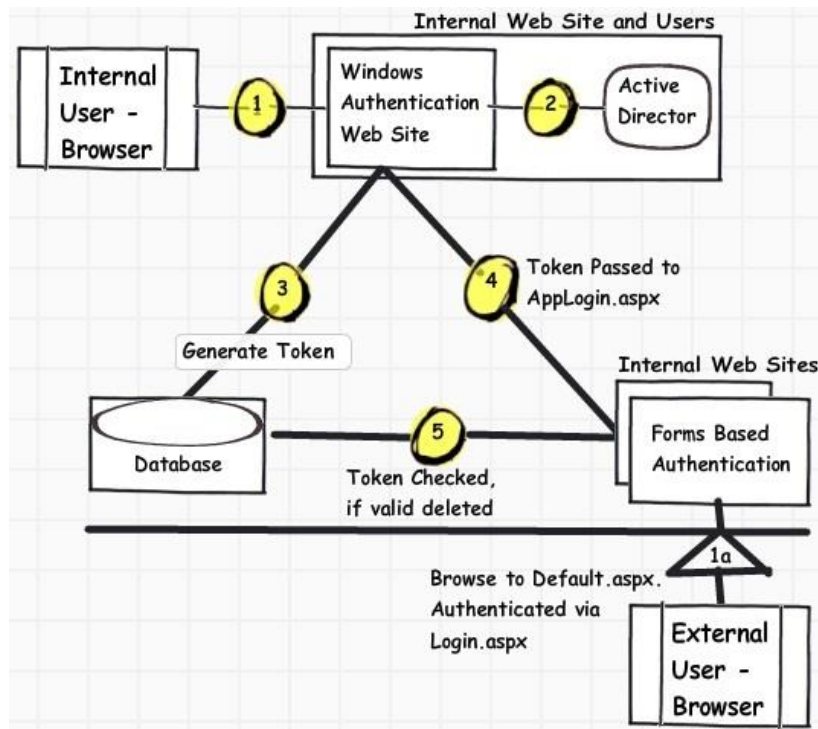 Internal Web Site and Users
Internal
User -
Browser
1
Windows
Authentication
Web Site
2
Active
Director
3
Generate Token
4
Token Passed to
AppLogin.aspx
Internal Web Sites
Forms Based
Authentication
Database
5
Token Checked,
if valid deleted
1a
Browse to Default.aspx.
Authenticated via
Login.aspx
External
User -
Browser